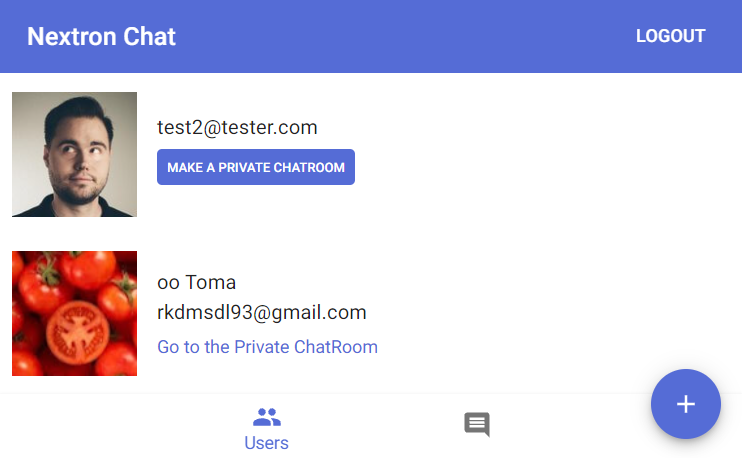 Nextron Chat
LOGOUT
test2@tester.com
MAKE A PRIVATE CHATROOM
oo Toma
rkdmsdl93@gmail.com
Go to the Private ChatRoom
Users